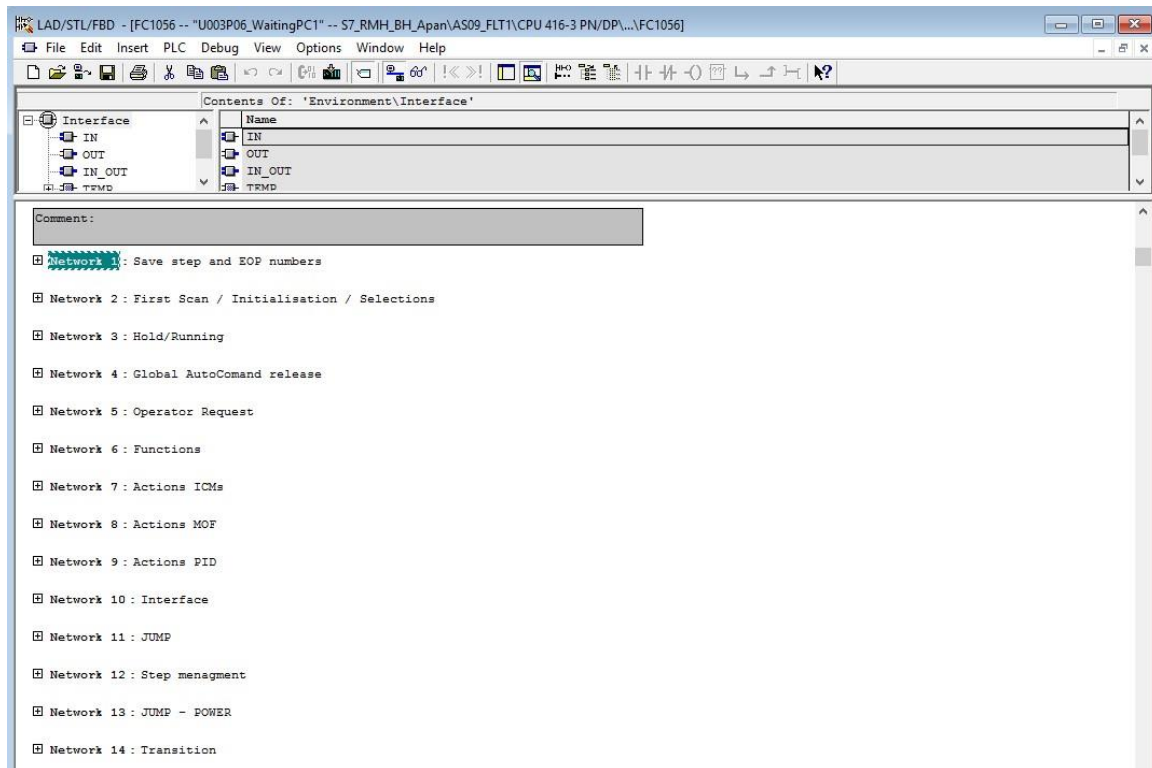 LAD/STL/FBD - [FC1056 -- "U003P06_WaitingPC1" -- S7_RMH_BH_Apan\AS09_FLT1\CPU 416-3 PN/DP\...\FC1056]
File Edit Insert PLC Debug View Options Window Help
Contents Of: 'Environment\Interface'
Interface
IN
OUT
IN_OUT
TEMP
Name
IN
OUT
IN_OUT
TEMP
Comment:
Network 1 : Save step and EOP numbers
Network 2 : First Scan / Initialisation / Selections
Network 3 : Hold/Running
Network 4 : Global AutoComand release
Network 5 : Operator Request
Network 6 : Functions
Network 7 : Actions ICMs
Network 8 : Actions MOF
Network 9 : Actions PID
Network 10 : Interface
Network 11 : JUMP
Network 12 : Step menagment
Network 13 : JUMP - POWER
Network 14 : Transition